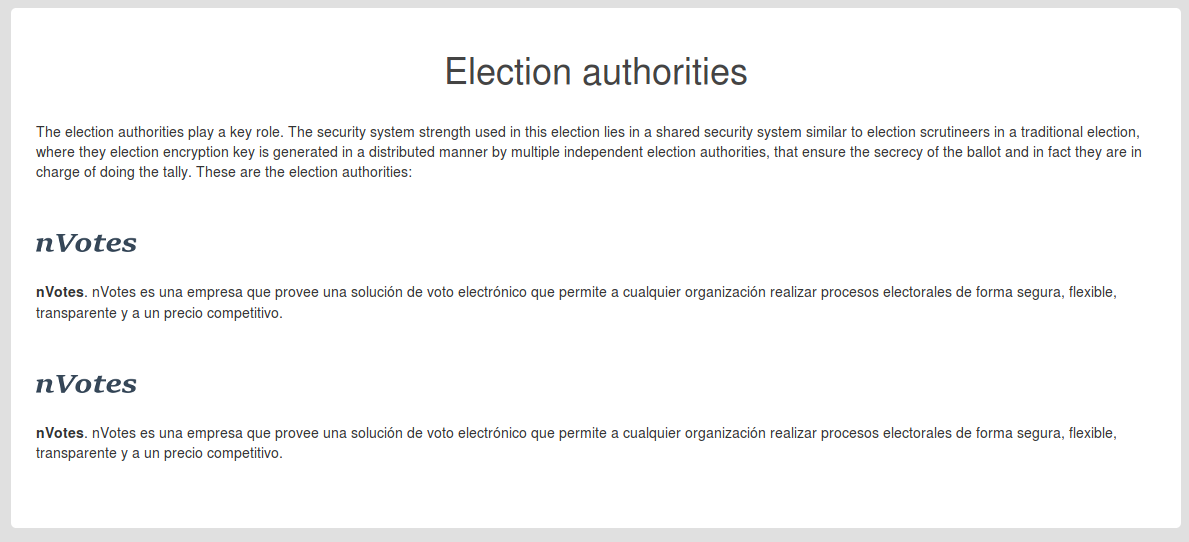 Election authorities
The election authorities play a key role. The security system strength used in this election lies in a shared security system similar to election scrutineers in a traditional election,
where they election encryption key is generated in a distributed manner by multiple independent election authorities, that ensure the secrecy of the ballot and in fact they are in
charge of doing the tally. These are the election authorities:
nVotes
nVotes. nVotes es una empresa que provee una solución de voto electrónico que permite a cualquier organización realizar procesos electorales de forma segura, flexible,
transparente y a un precio competitivo.
nVotes
nVotes. nVotes es una empresa que provee una solución de voto electrónico que permite a cualquier organización realizar procesos electorales de forma segura, flexible,
transparente y a un precio competitivo.